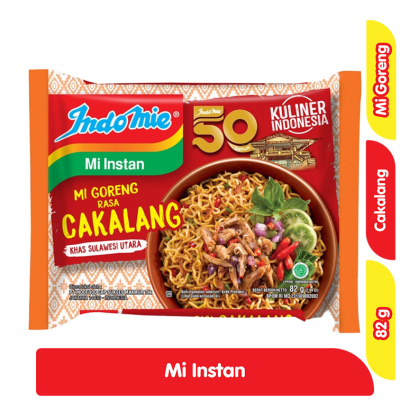 Indomie
50
KULINER
INDONESIA
Mi Instan
MI GORENG
RASA
CAKALANG
KHAS SULAWESI UTARA
82 g
Mi Goreng
Cakalang
82 g
Mi Instan